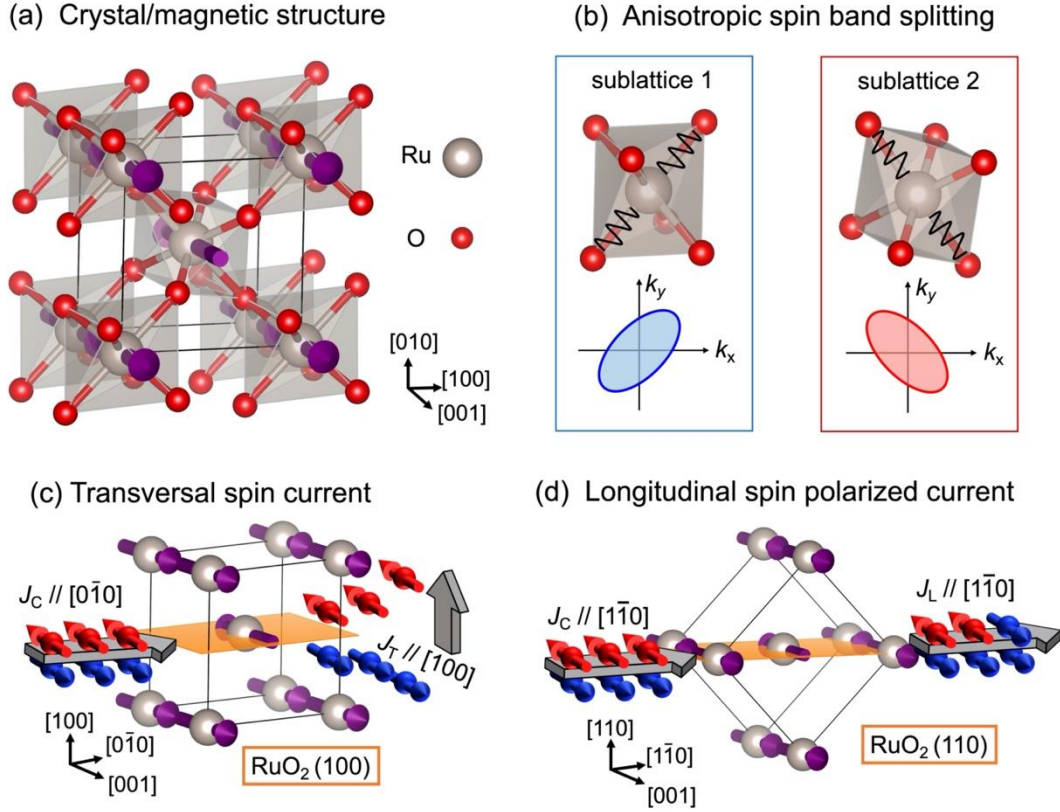 (a) Crystal/magnetic structure
Ru
O
[010]
[100]
[001]
(b) Anisotropic spin band splitting
sublattice 1
k_y
k_x
sublattice 2
k_y
k_x
(c) Transversal spin current
J_C // [01̄0]
J_T // [100]
[100]
[01̄0]
[001]
RuO₂ (100)
(d) Longitudinal spin polarized current
J_C // [11̄0]
J_L // [11̄0]
[110]
[11̄0]
[001]
RuO₂ (110)